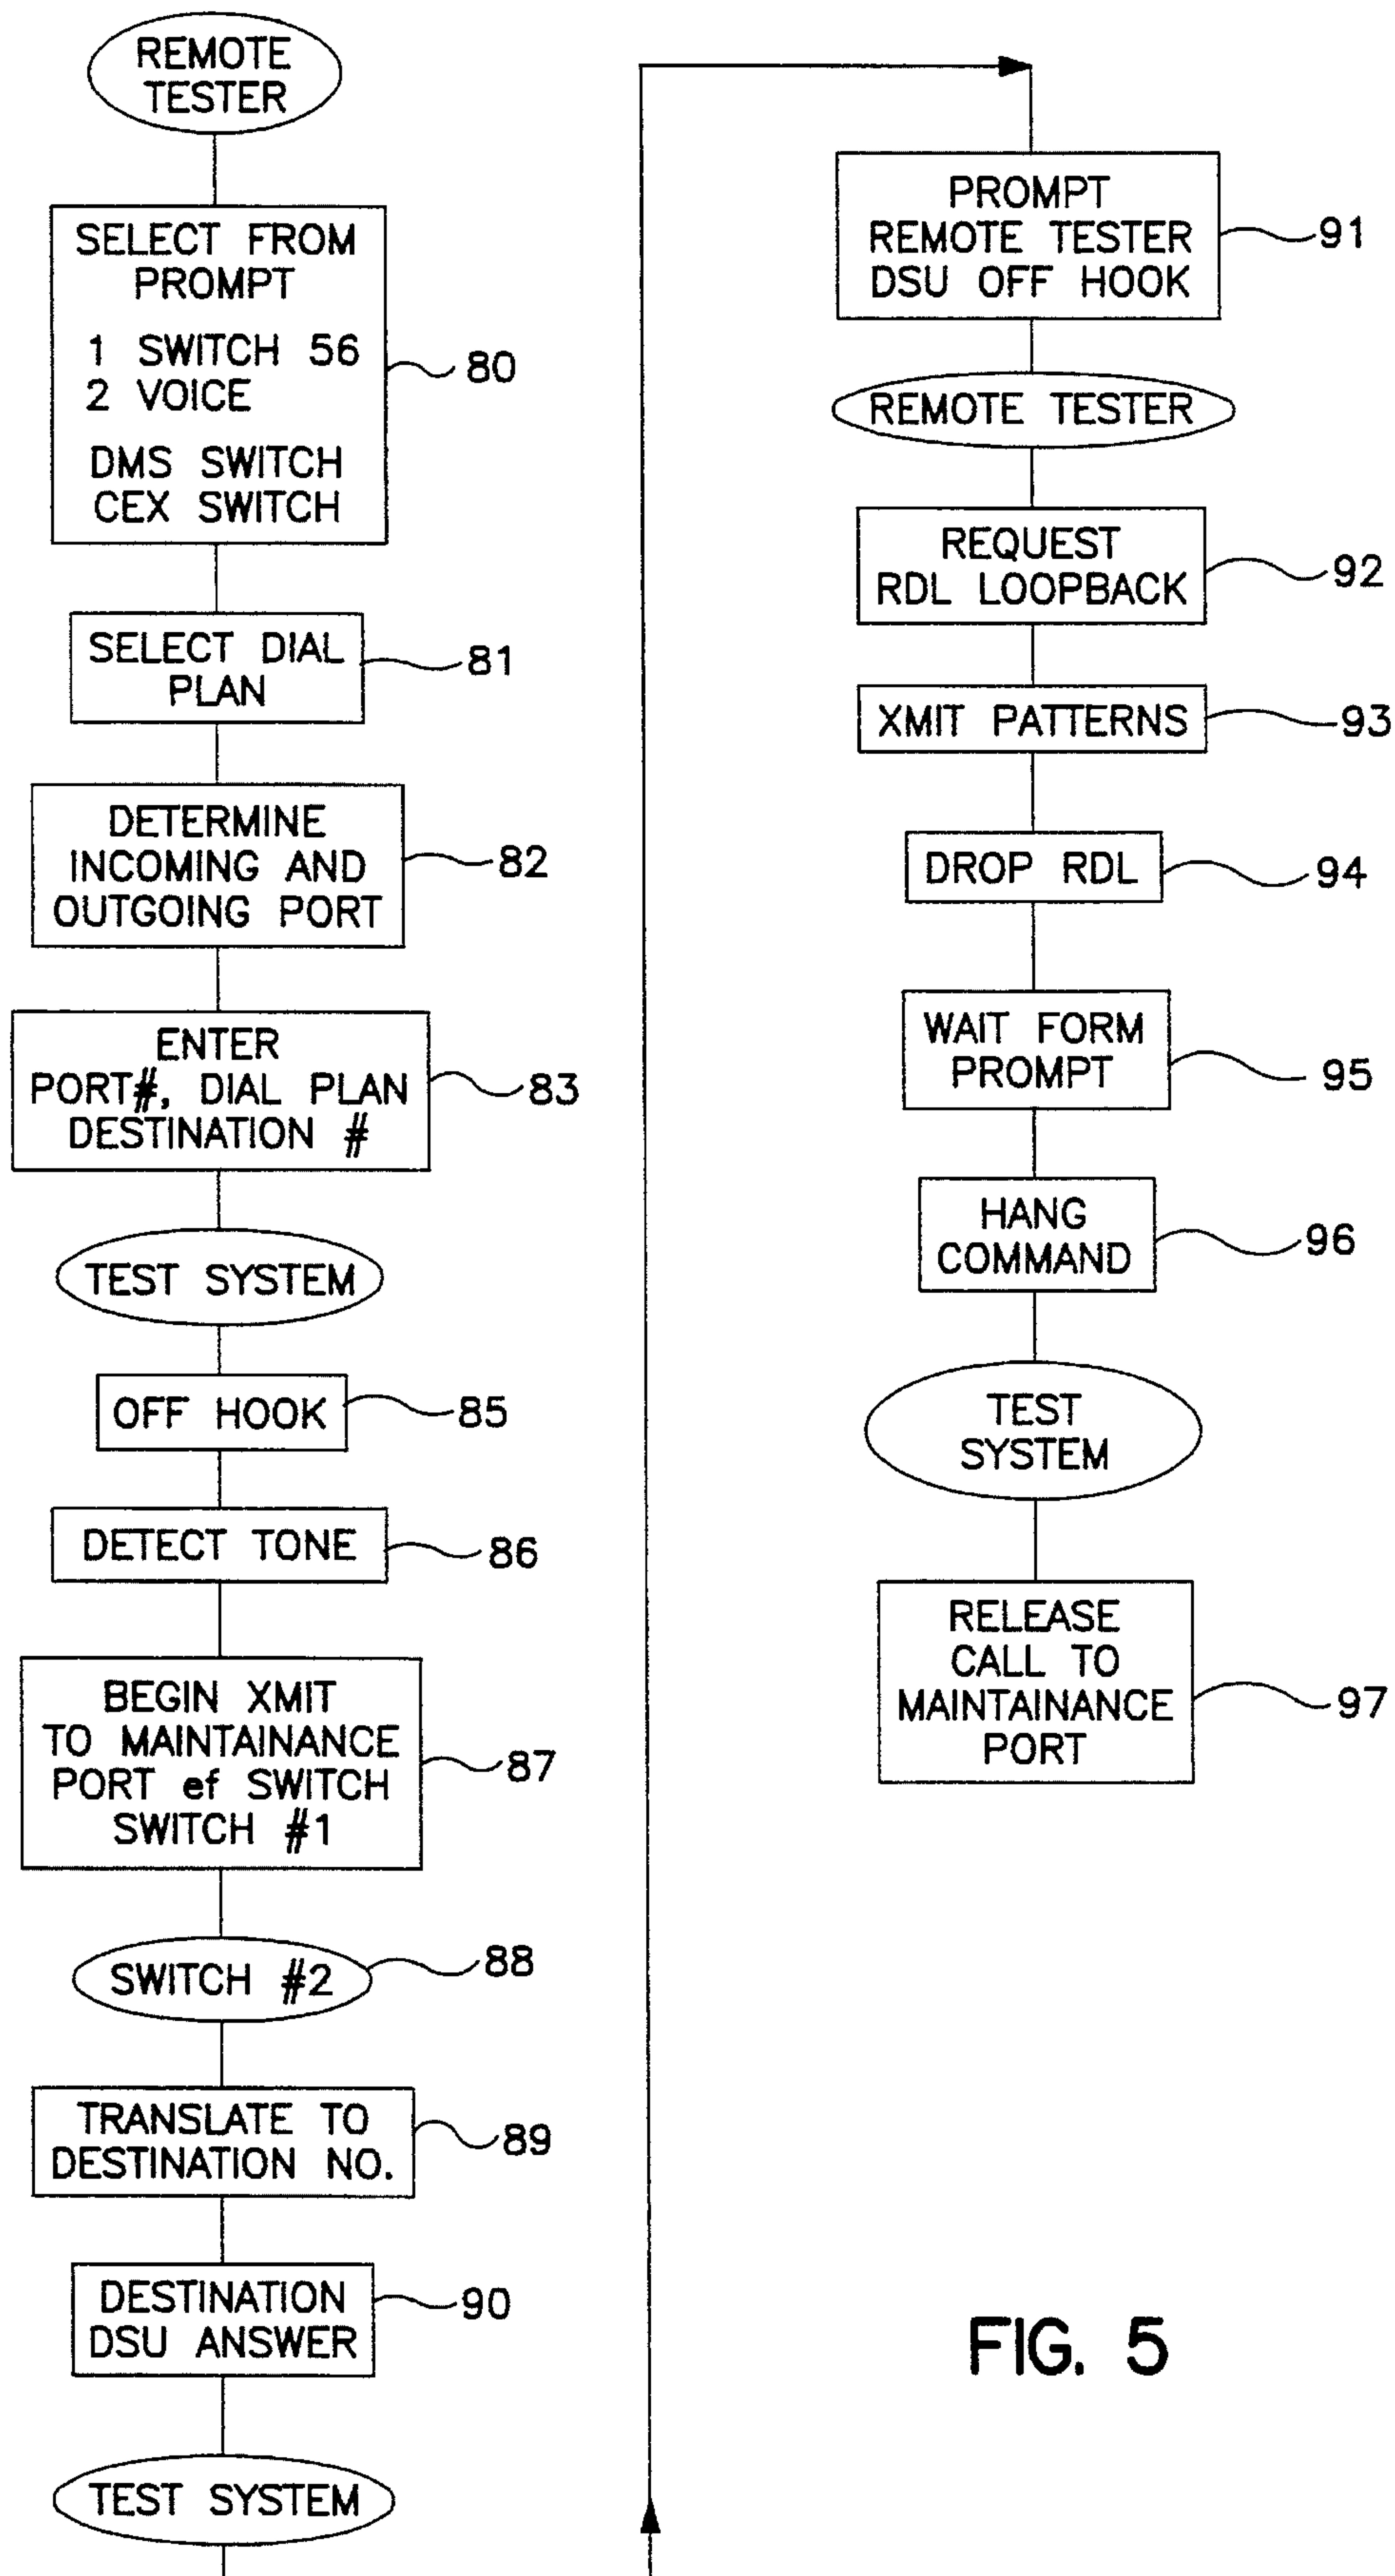 REMOTE
TESTER
SELECT FROM
PROMPT
1 SWITCH 56
2 VOICE
DMS SWITCH
CEX SWITCH
80
SELECT DIAL
PLAN
81
DETERMINE
INCOMING AND
OUTGOING PORT
82
ENTER
PORT#, DIAL PLAN
DESTINATION #
83
TEST SYSTEM
OFF HOOK
85
DETECT TONE
86
BEGIN XMIT
TO MAINTAINANCE
PORT ef SWITCH
SWITCH #1
87
SWITCH #2
88
TRANSLATE TO
DESTINATION NO.
89
DESTINATION
DSU ANSWER
90
TEST SYSTEM
PROMPT
REMOTE TESTER
DSU OFF HOOK
91
REMOTE TESTER
REQUEST
RDL LOOPBACK
92
XMIT PATTERNS
93
DROP RDL
94
WAIT FORM
PROMPT
95
HANG
COMMAND
96
TEST
SYSTEM
RELEASE
CALL TO
MAINTAINANCE
PORT
97
FIG. 5